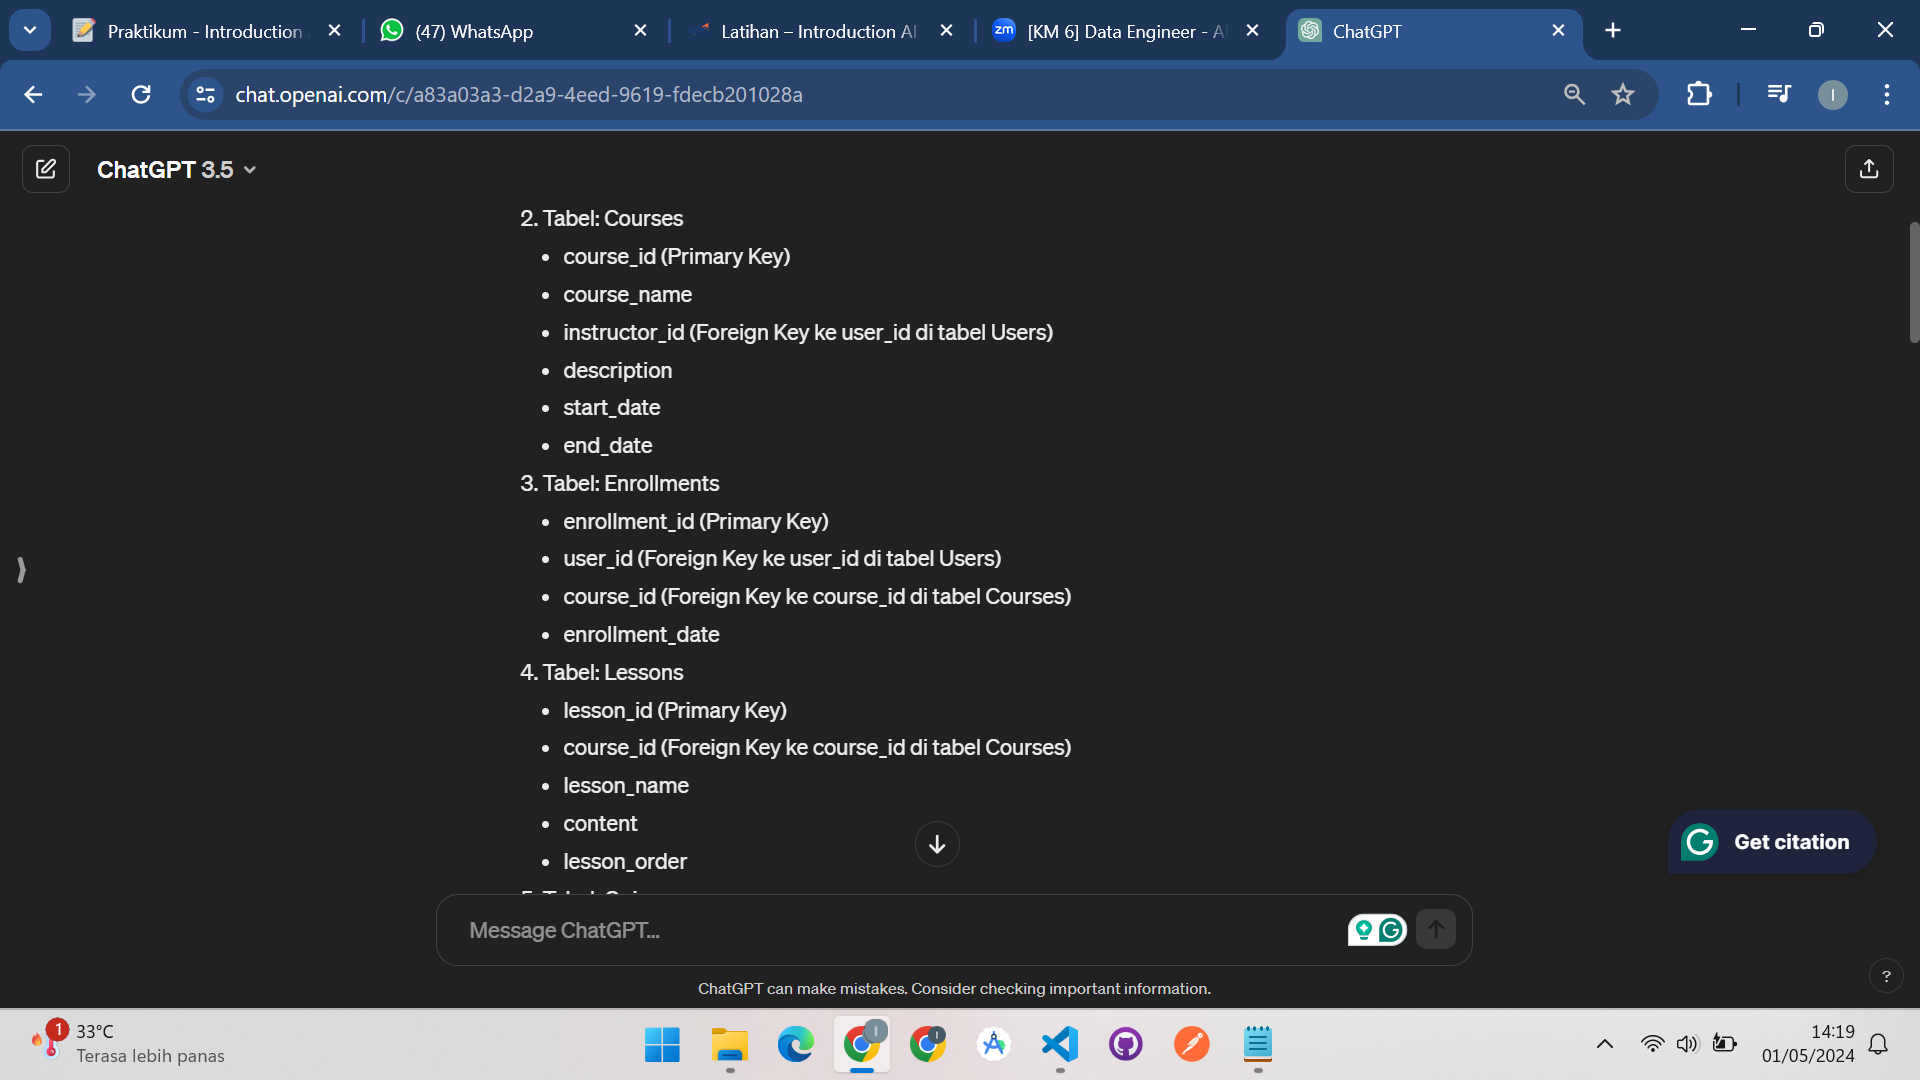 Praktikum - Introduction
(47) WhatsApp
Latihan – Introduction AI
zm
[KM 6] Data Engineer - A
ChatGPT
chat.openai.com/c/a83a03a3-d2a9-4eed-9619-fdecb201028a
I
ChatGPT 3.5
2. Tabel: Courses
• course_id (Primary Key)
• course_name
• instructor_id (Foreign Key ke user_id di tabel Users)
• description
• start_date
• end_date
3. Tabel: Enrollments
• enrollment_id (Primary Key)
• user_id (Foreign Key ke user_id di tabel Users)
• course_id (Foreign Key ke course_id di tabel Courses)
• enrollment_date
4. Tabel: Lessons
• lesson_id (Primary Key)
• course_id (Foreign Key ke course_id di tabel Courses)
• lesson_name
• content
• lesson_order
Get citation
Message ChatGPT...
ChatGPT can make mistakes. Consider checking important information.
?
1
33°C
Terasa lebih panas
14:19
01/05/2024